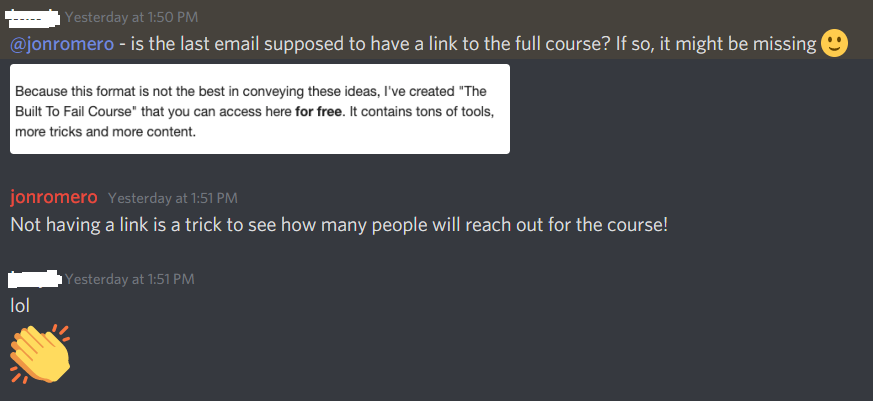 Yesterday at 1:50 PM
@jonromero - is the last email supposed to have a link to the full course? If so, it might be missing 🙂
Because this format is not the best in conveying these ideas, I've created "The
Built To Fail Course" that you can access here for free. It contains tons of tools,
more tricks and more content.
jonromero Yesterday at 1:51 PM
Not having a link is a trick to see how many people will reach out for the course!
Yesterday at 1:51 PM
lol